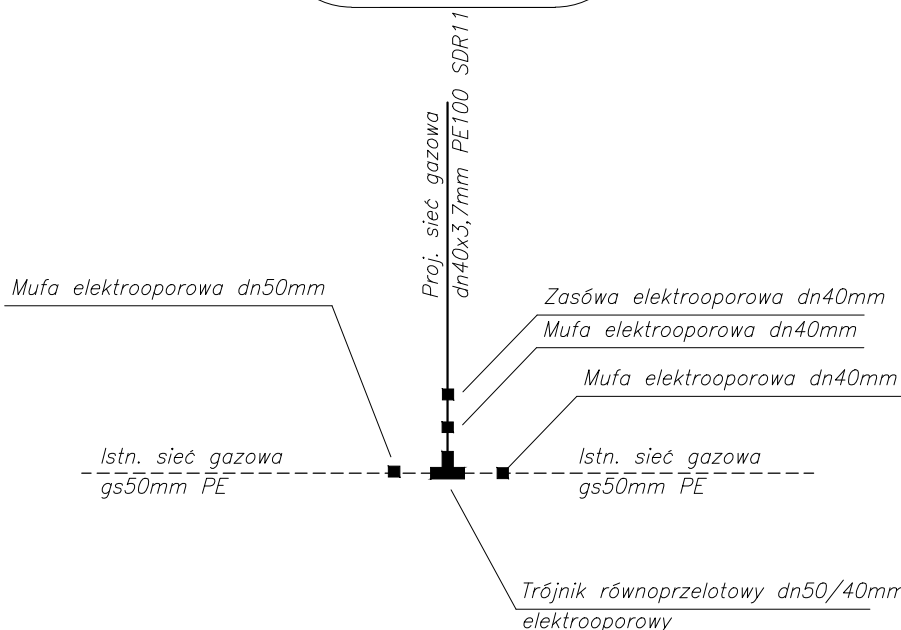 Proj. sieć gazowa
dn40x3,7mm PE100 SDR11
Mufa elektrooporowa dn50mm
Zasówa elektrooporowa dn40mm
Mufa elektrooporowa dn40mm
Mufa elektrooporowa dn40mm
Istn. sieć gazowa
gs50mm PE
Istn. sieć gazowa
gs50mm PE
Trójnik równoprzelotowy dn50/40mm
elektrooporowy